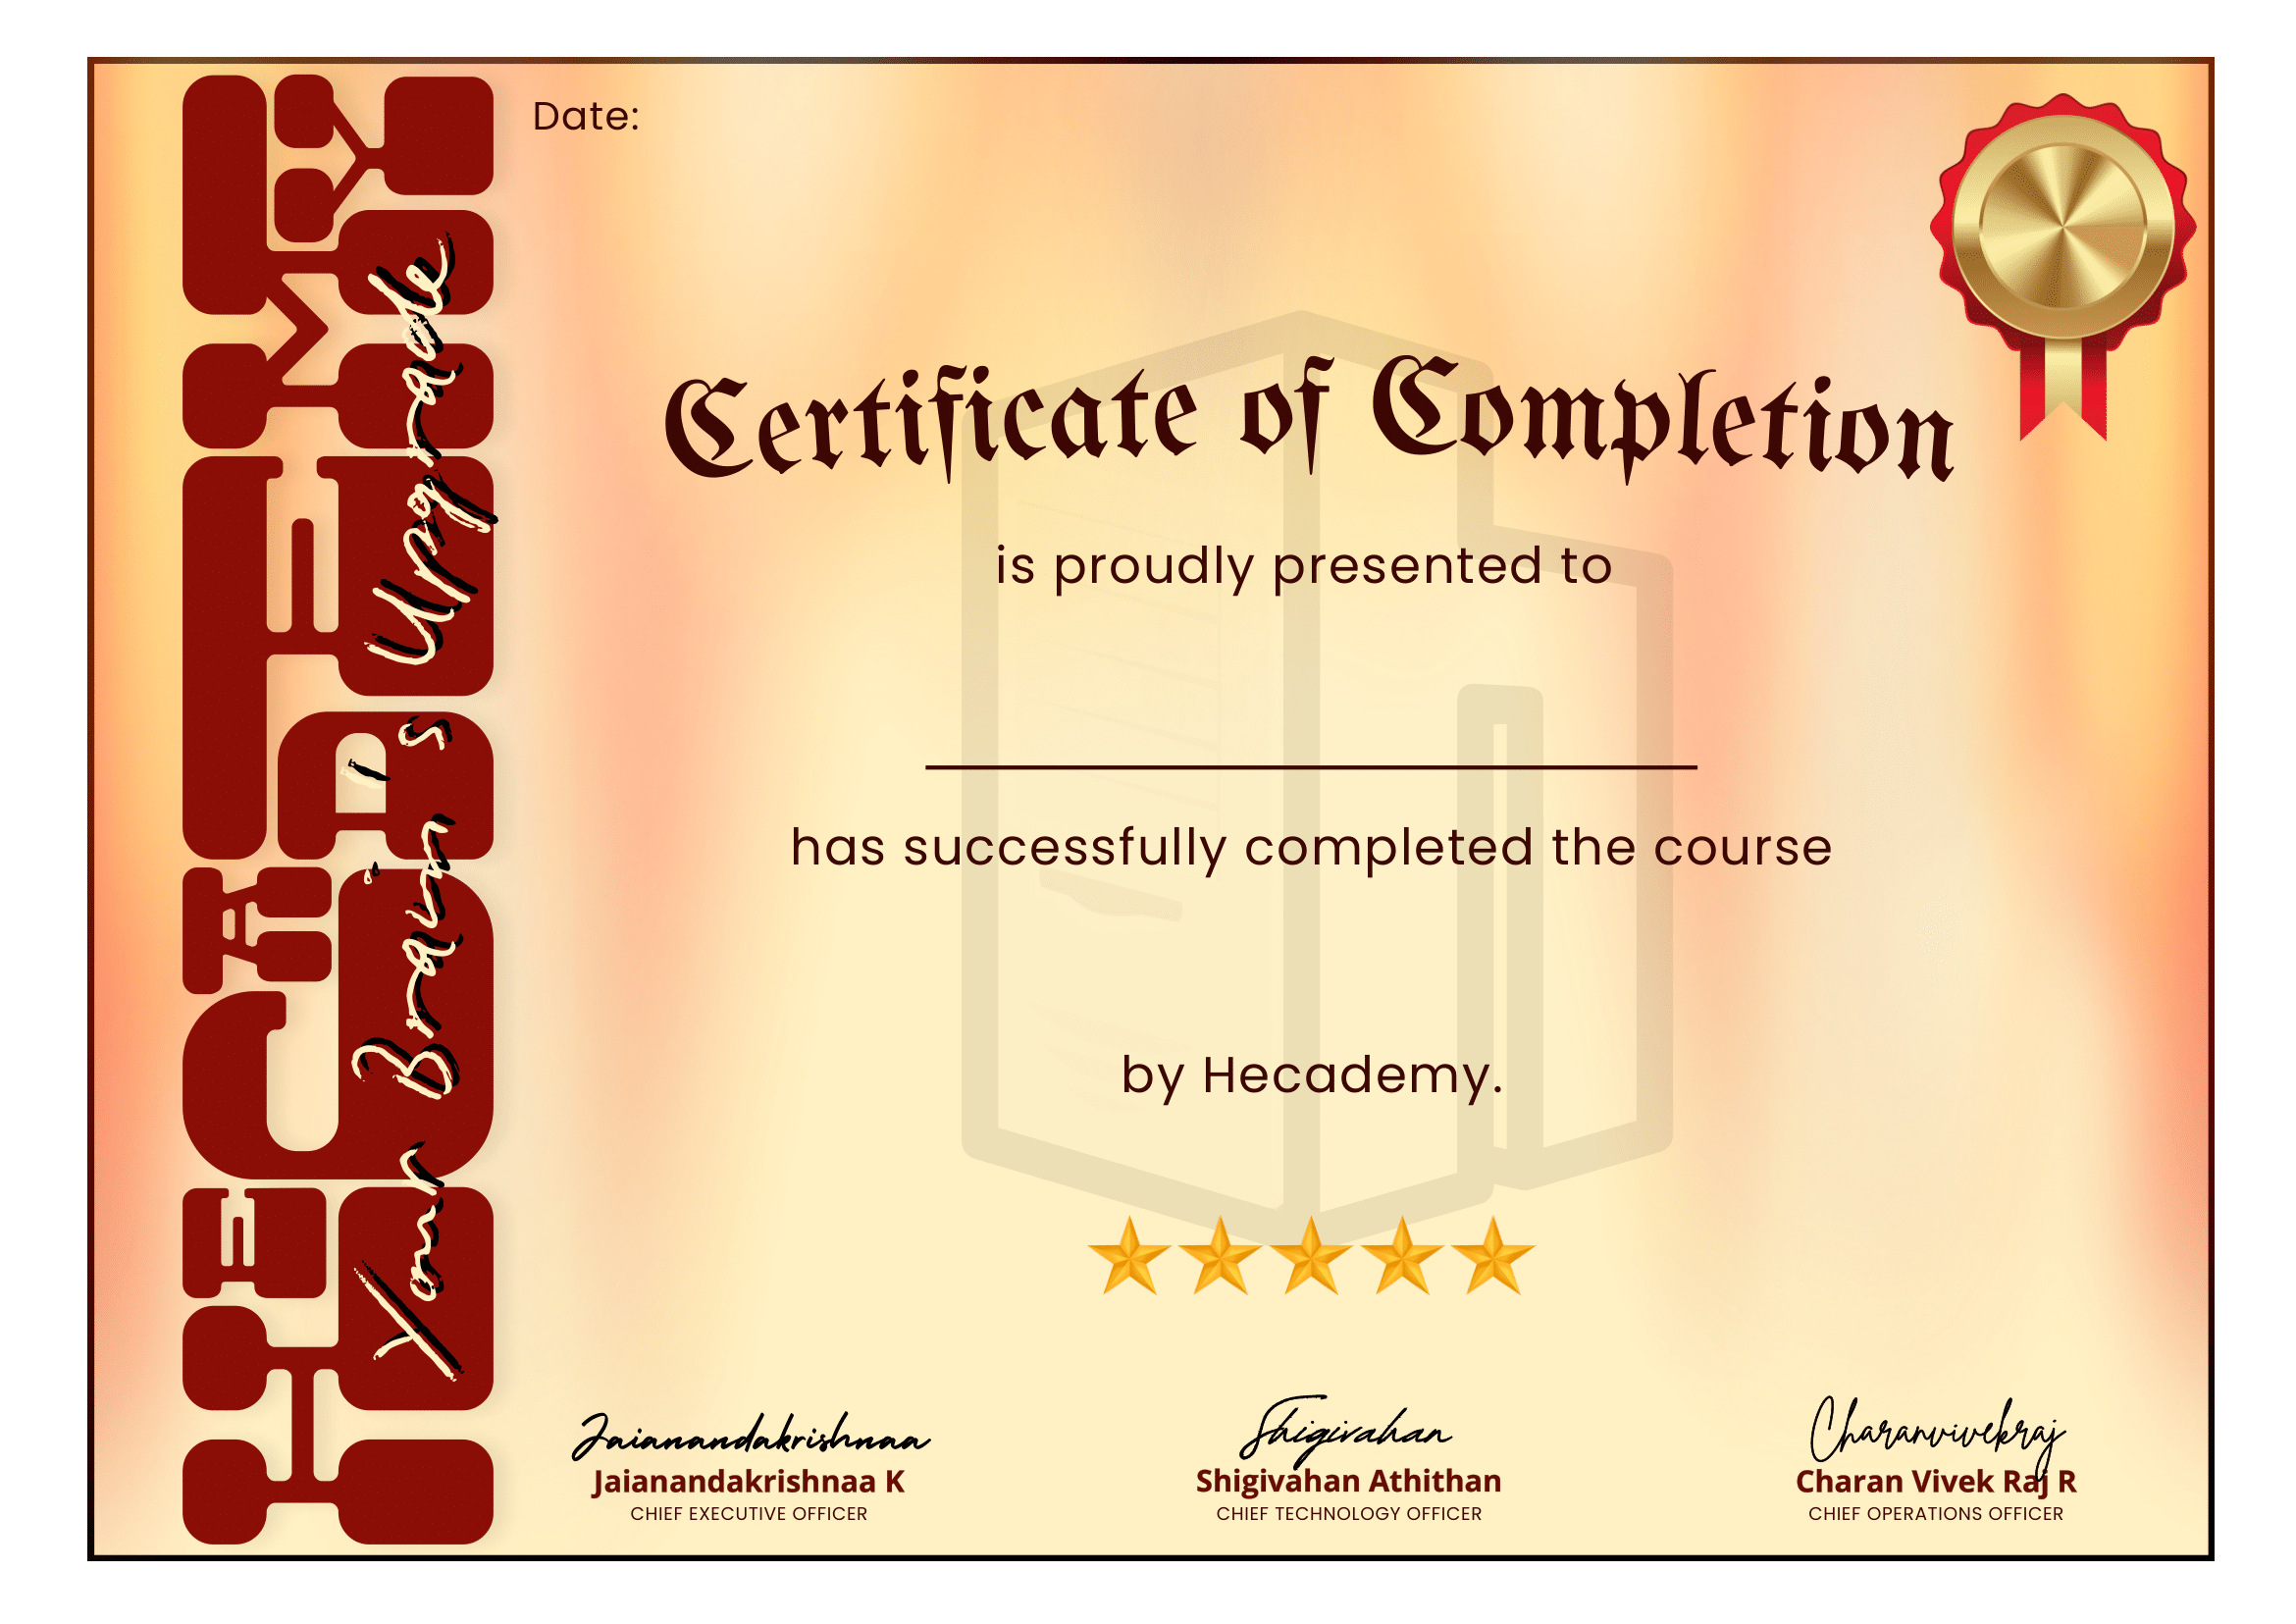 HECADEMY
Your Brain's Upgrade
Date:
Certificate of Completion
is proudly presented to
has successfully completed the course
by Hecademy.
Jaianandakrishnaa
Jaianandakrishnaa K
CHIEF EXECUTIVE OFFICER
Shigivahan
Shigivahan Athithan
CHIEF TECHNOLOGY OFFICER
Charanvivekraj
Charan Vivek Raj R
CHIEF OPERATIONS OFFICER